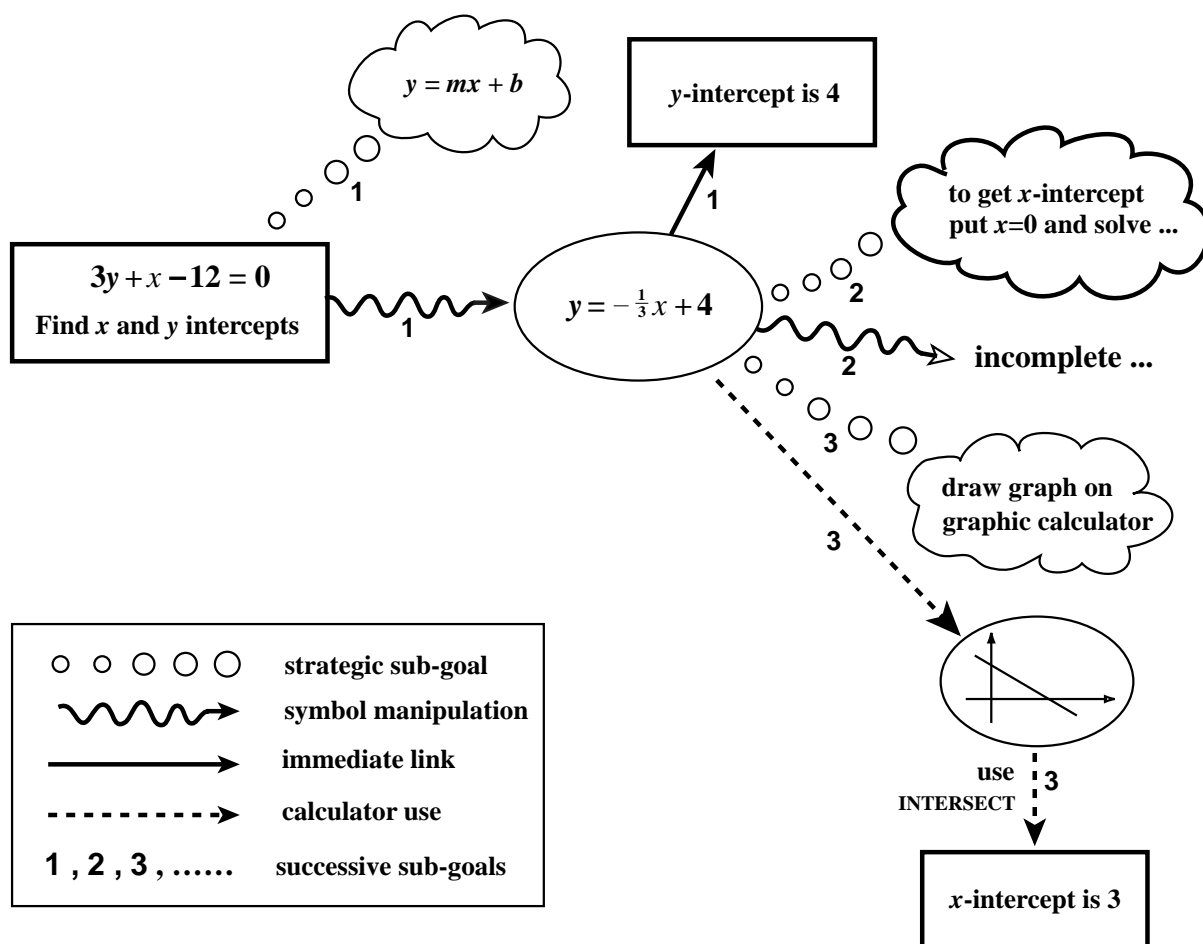 y = mx + b
1
y-intercept is 4
1
to get x-intercept
put x=0 and solve ...
2
3y + x − 12 = 0
Find x and y intercepts
1
y = − 1/3 x + 4
2
incomplete ...
3
draw graph on
graphic calculator
3
use
INTERSECT
3
x-intercept is 3
strategic sub-goal
symbol manipulation
immediate link
calculator use
1 , 2 , 3 , ...... successive sub-goals